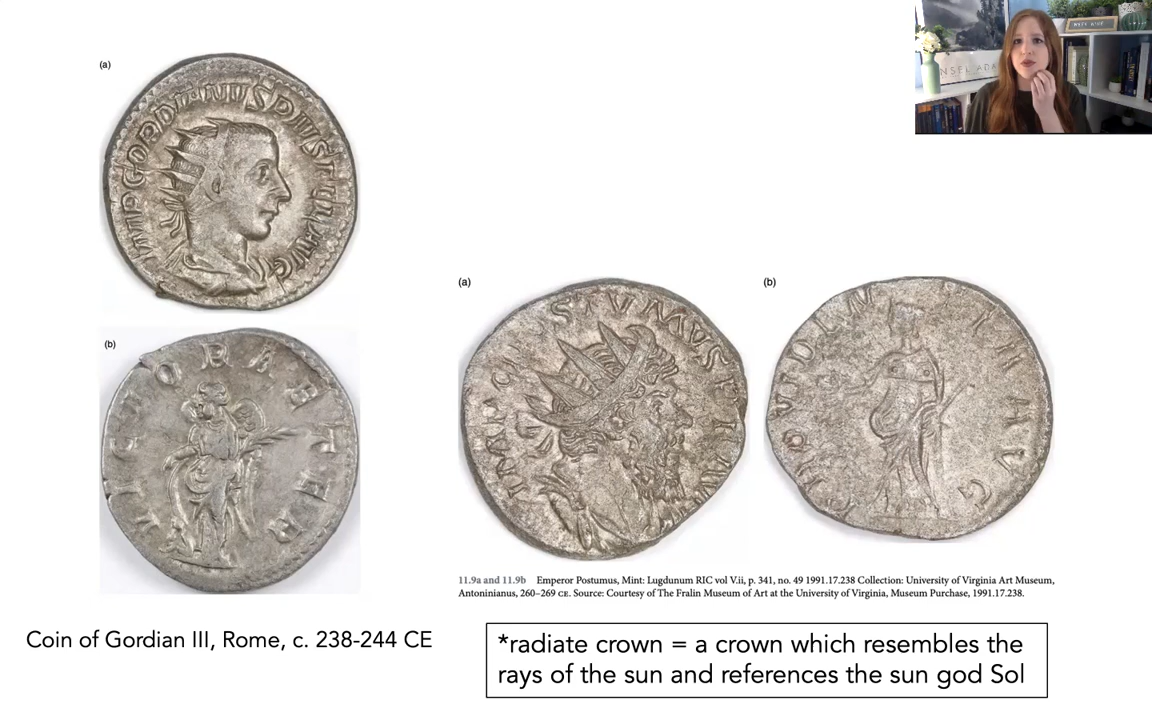 (a)
IMP GORDIANVS PIVS FEL AVG
(b)
(a)
(b)
11.9a and 11.9b Emperor Postumus, Mint: Lugdunum RIC vol V.ii, p. 341, no. 49 1991.17.238 Collection: University of Virginia Art Museum,
Antoninianus, 260–269 CE. Source: Courtesy of The Fralin Museum of Art at the University of Virginia, Museum Purchase, 1991.17.238.
Coin of Gordian III, Rome, c. 238-244 CE
*radiate crown = a crown which resembles the
rays of the sun and references the sun god Sol